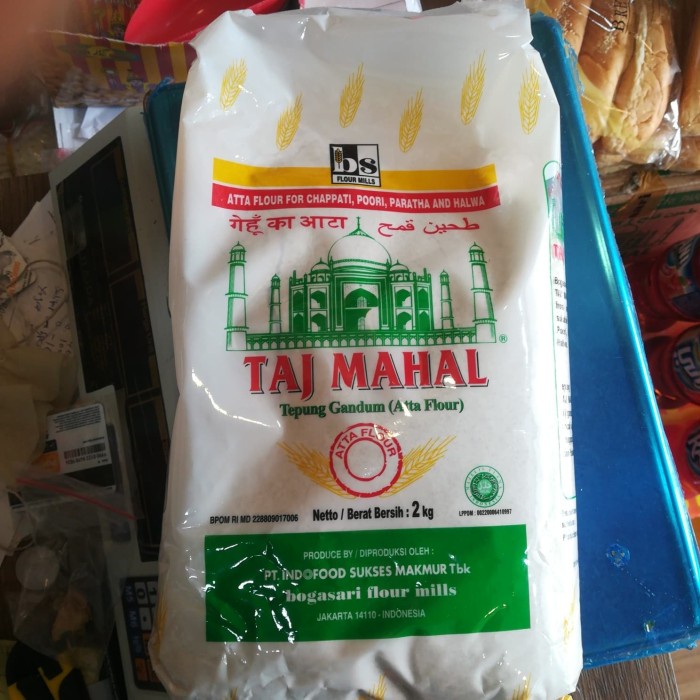 bs
FLOUR MILLS
ATTA FLOUR FOR CHAPPATI, POORI, PARATHA AND HALWA
गेहूँ का आटा طحين قمح
®
TAJ MAHAL
Tepung Gandum (Atta Flour)
ATTA FLOUR
BPOM RI MD 229809017006 Netto / Berat Bersih : 2 kg
LPPOM : 00220006410997
PRODUCE BY / DIPRODUKSI OLEH :
PT. INDOFOOD SUKSES MAKMUR Tbk
bogasari flour mills
JAKARTA 14110 - INDONESIA